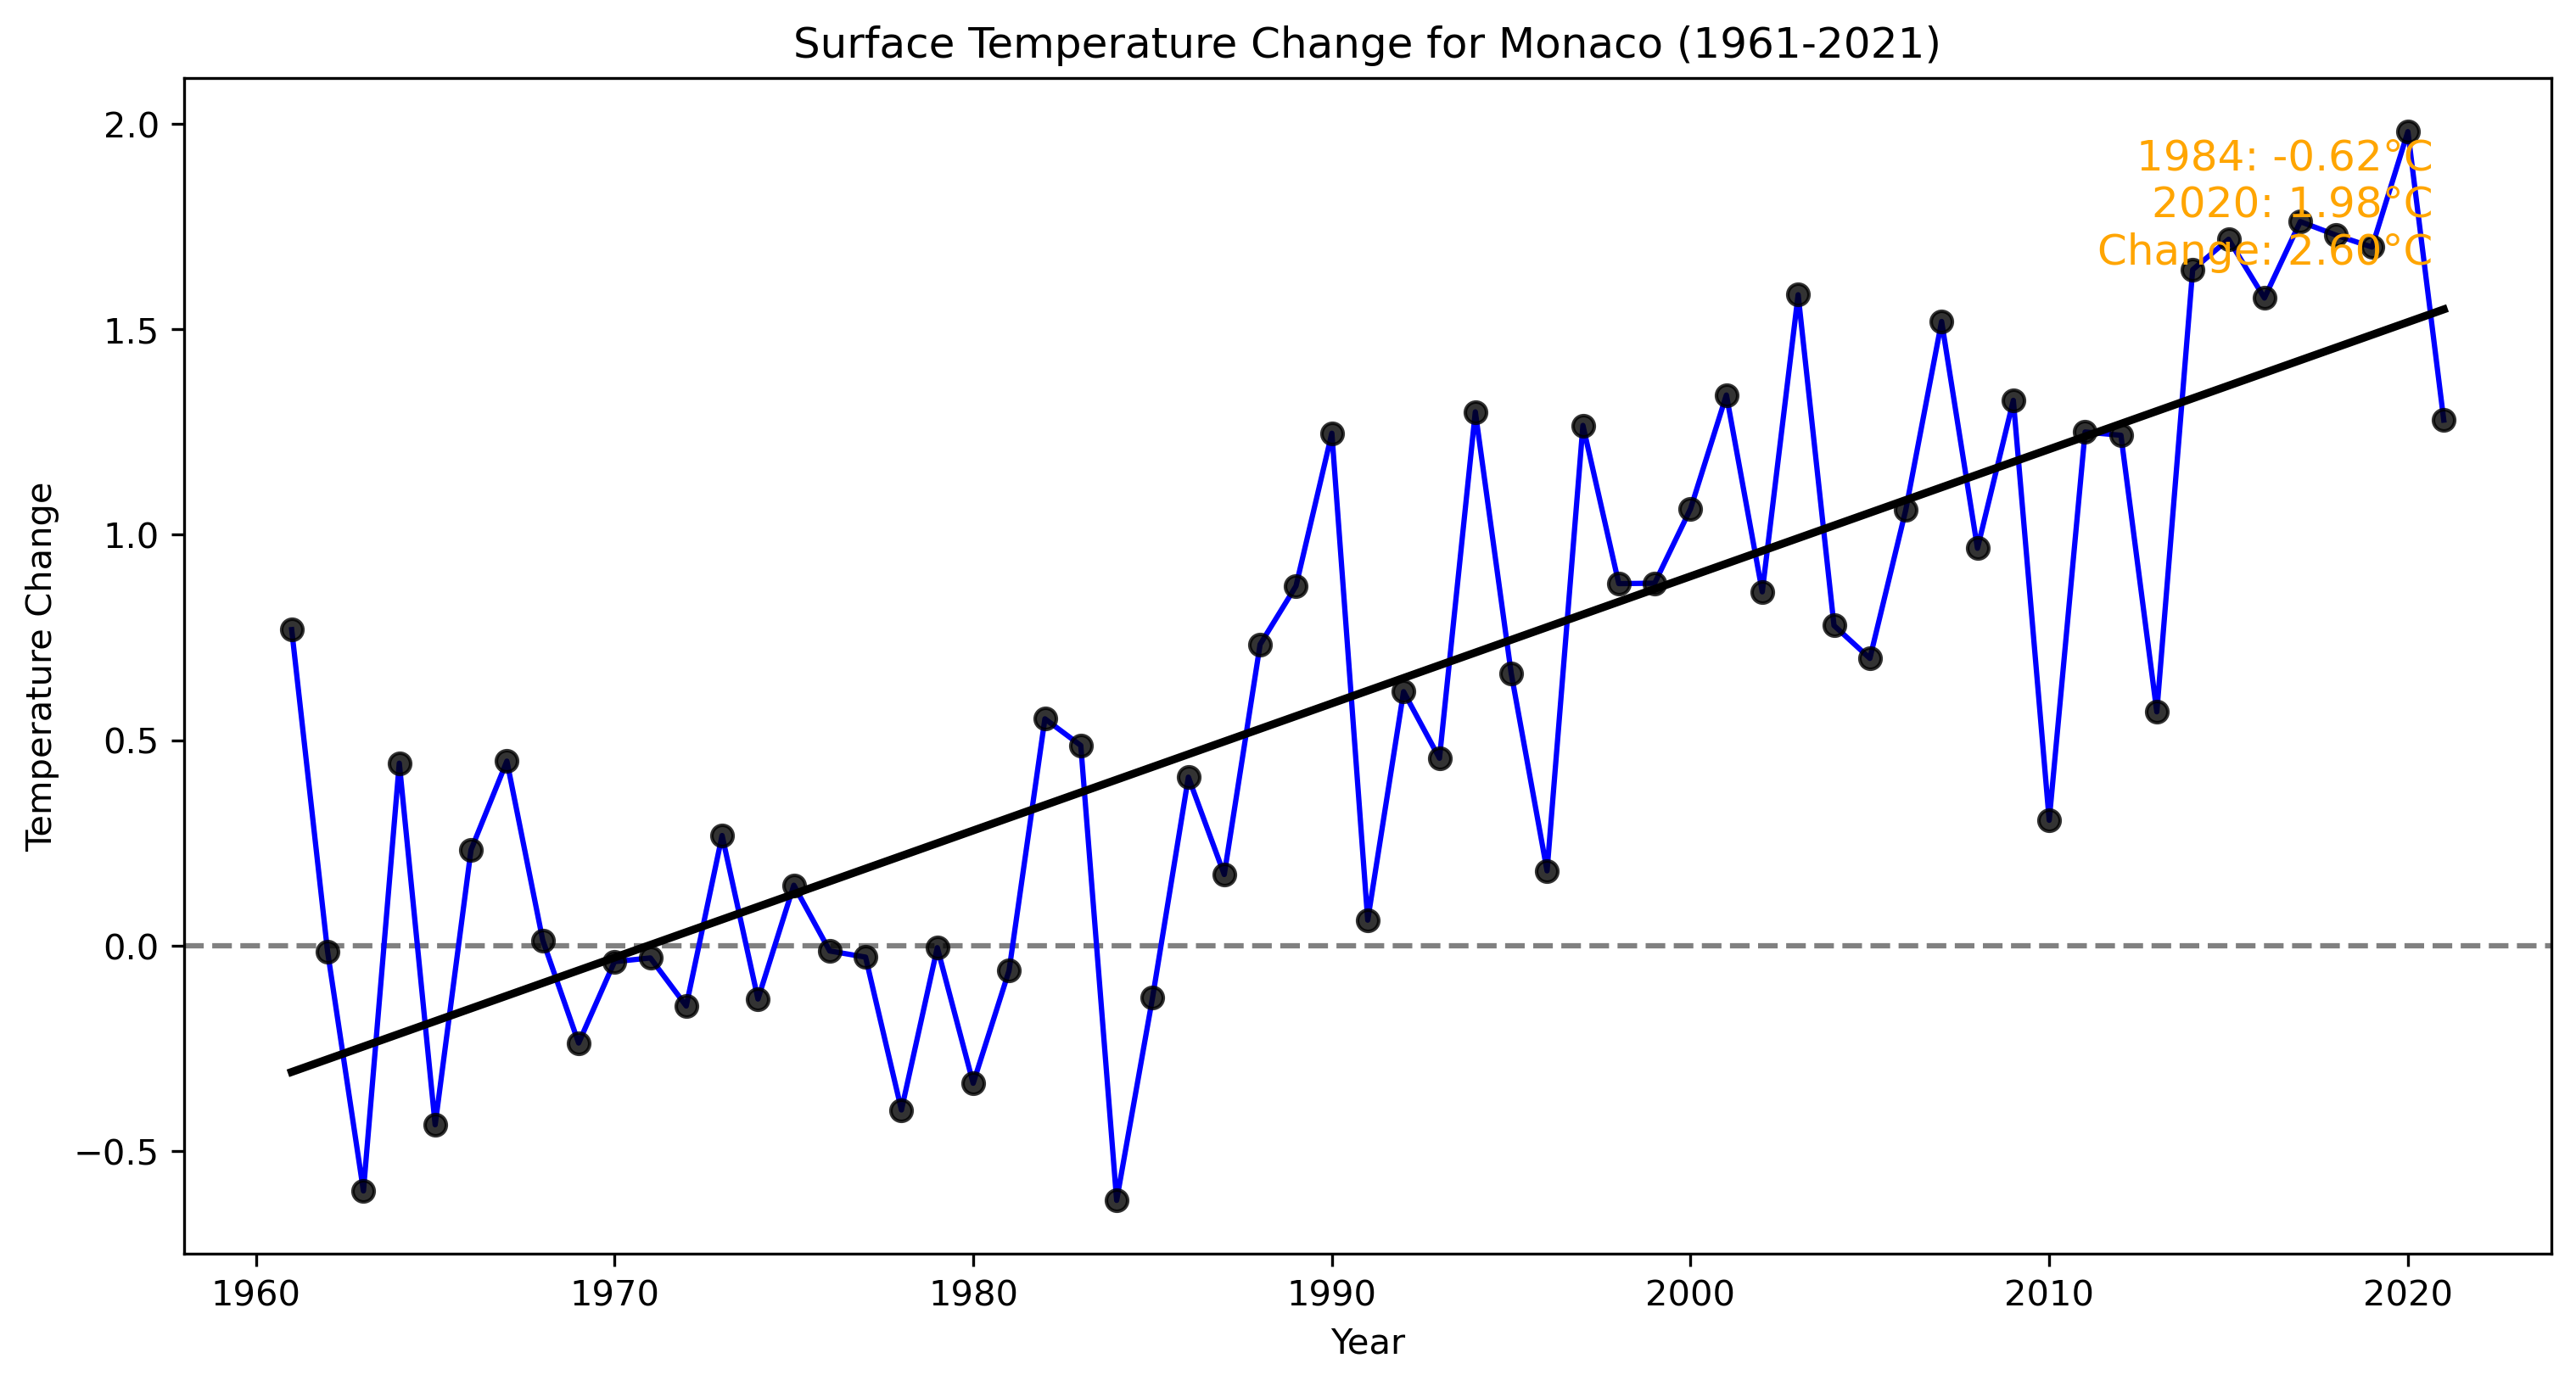 Surface Temperature Change for Monaco (1961-2021)
2.0
1.5
1.0
0.5
0.0
−0.5
Temperature Change
1984: -0.62°C
2020: 1.98°C
Change: 2.60°C
1960 1970 1980 1990 2000 2010 2020
Year